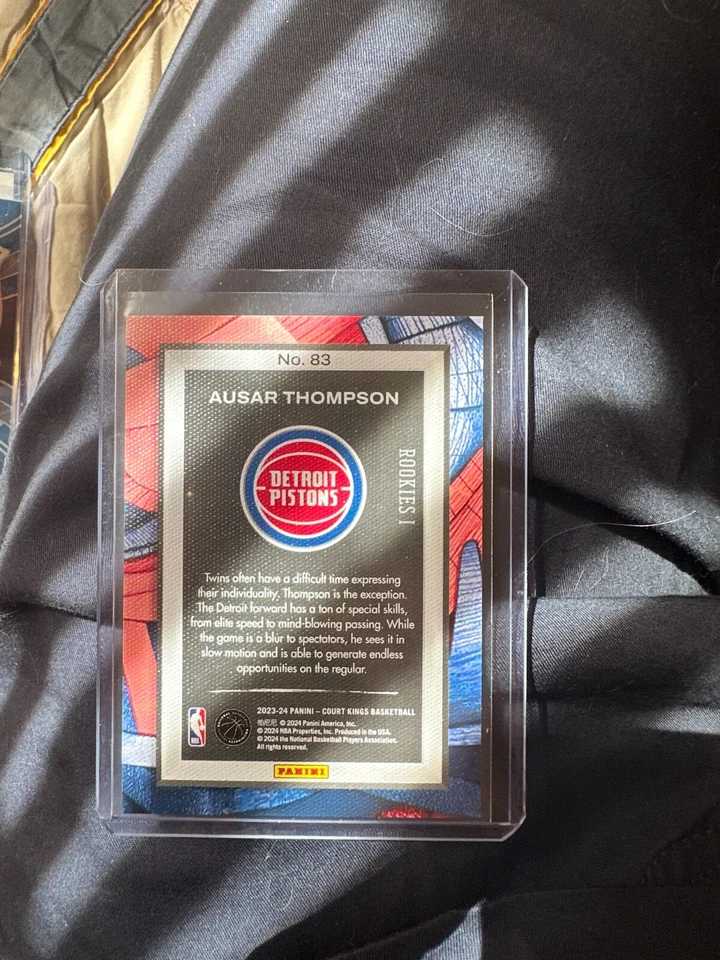 No. 83
AUSAR THOMPSON
DETROIT
PISTONS
ROOKIES I
Twins often have a difficult time expressing
their individuality. Thompson is the exception.
The Detroit forward has a ton of special skills,
from elite speed to mind-blowing passing. While
the game is a blur to spectators, he sees it in
slow motion and is able to generate endless
opportunities on the regular.
2023-24 PANINI – COURT KINGS BASKETBALL
帕尼尼 © 2024 Panini America, Inc.
© 2024 NBA Properties, Inc. Produced in the USA.
© 2024 the National Basketball Players Association.
All rights reserved.
NBA
PANINI